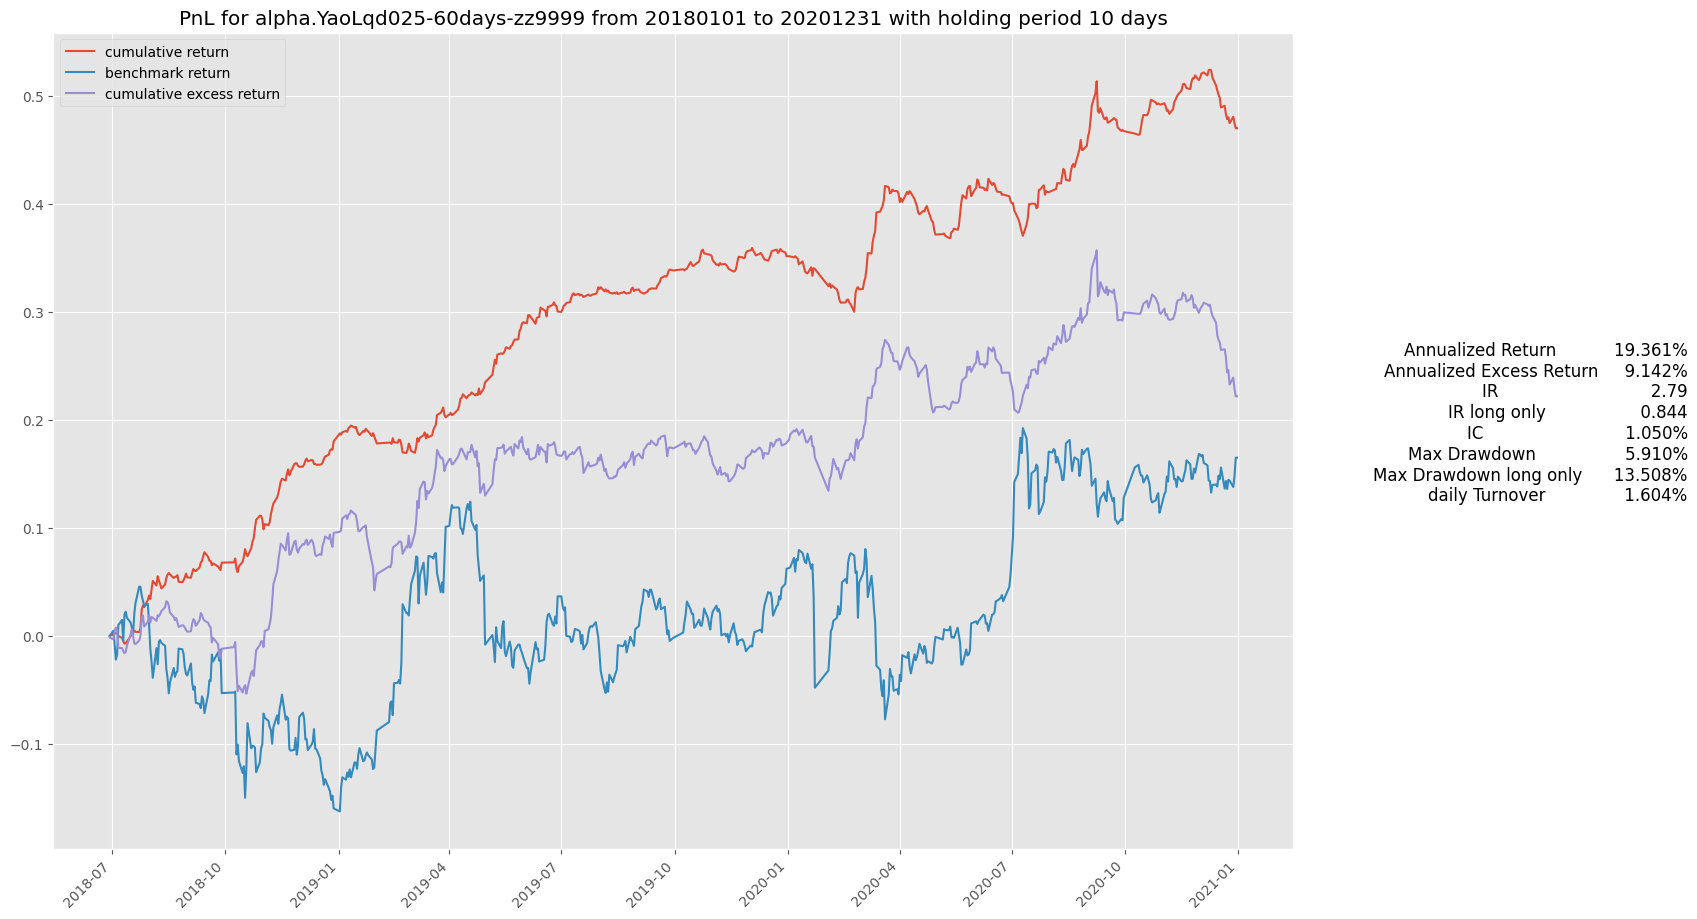 PnL for alpha.YaoLqd025-60days-zz9999 from 20180101 to 20201231 with holding period 10 days
cumulative return
benchmark return
cumulative excess return
0.5
0.4
0.3
0.2
0.1
0.0
−0.1
2018-07
2018-10
2019-01
2019-04
2019-07
2019-10
2020-01
2020-04
2020-07
2020-10
2021-01
Annualized Return 19.361%
Annualized Excess Return 9.142%
IR 2.79
IR long only 0.844
IC 1.050%
Max Drawdown 5.910%
Max Drawdown long only 13.508%
daily Turnover 1.604%